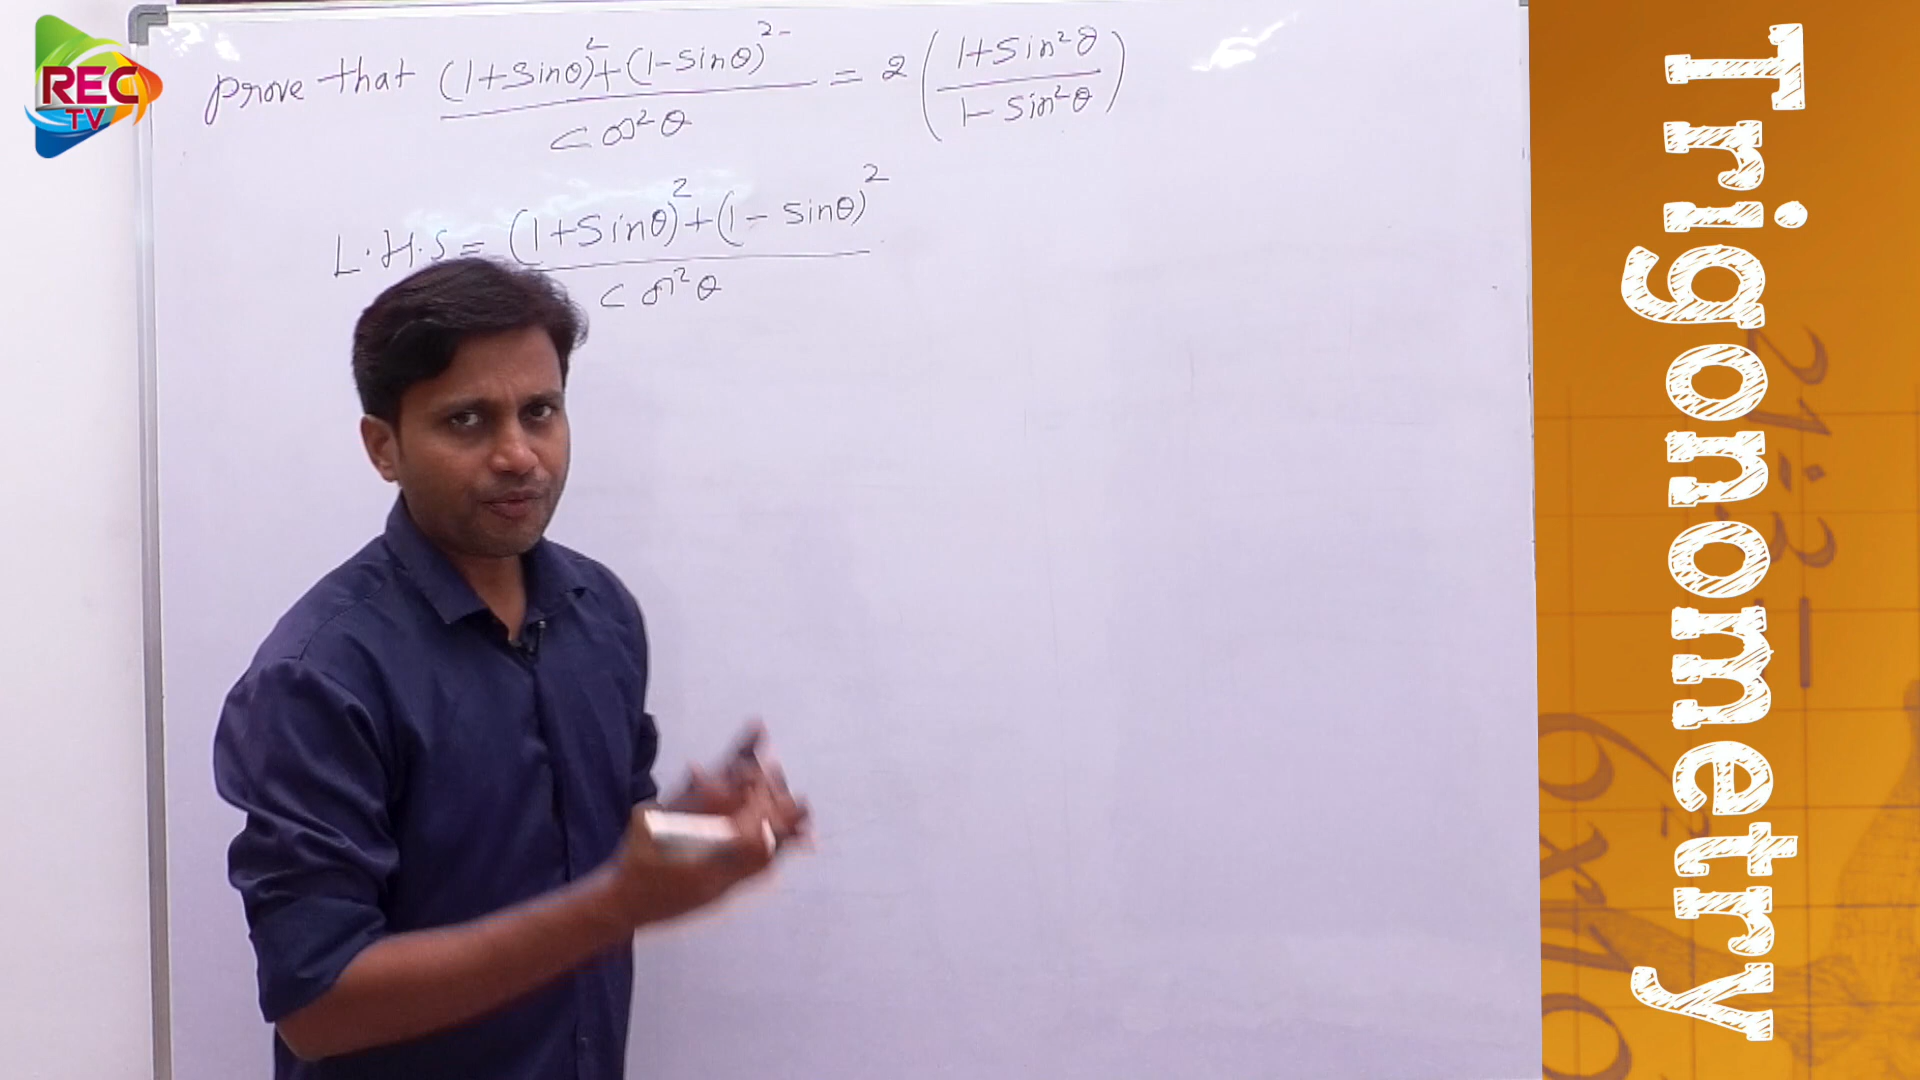 REC
TV
prove that (1+Sinθ)²+(1-sinθ)² / cos²θ = 2 (1+Sin²θ / 1-Sin²θ)
L.H.S = (1+Sinθ)²+(1-sinθ)² / cos²θ
Trigonometry